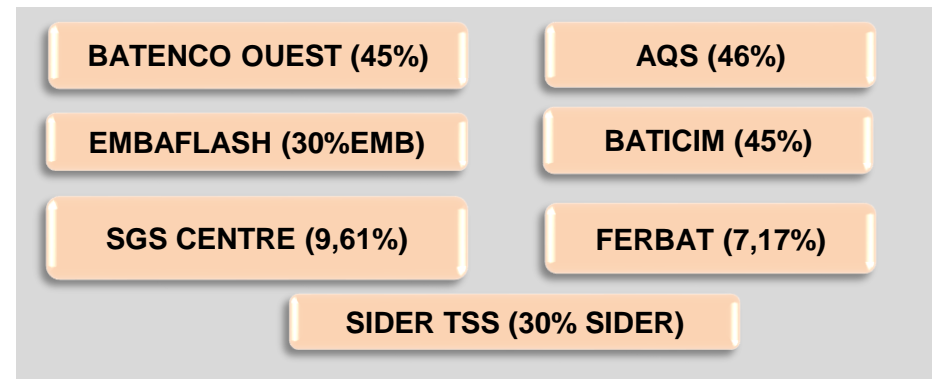 BATENCO OUEST (45%)
AQS (46%)
EMBAFLASH (30%EMB)
BATICIM (45%)
SGS CENTRE (9,61%)
FERBAT (7,17%)
SIDER TSS (30% SIDER)